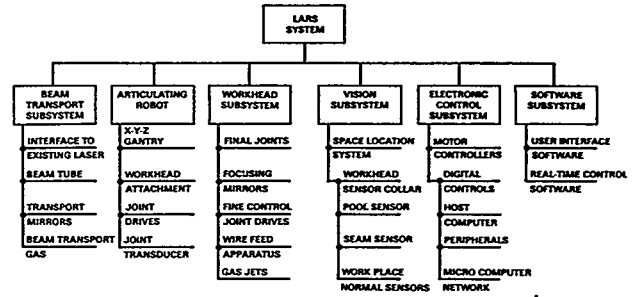 LARS
SYSTEM
BEAM
TRANSPORT
SUBSYSTEM
INTERFACE TO
EXISTING LASER
BEAM TUBE
TRANSPORT
MIRRORS
BEAM TRANSPORT
GAS
ARTICULATING
ROBOT
X-Y-Z
GANTRY
WORKHEAD
ATTACHMENT
JOINT
DRIVES
JOINT
TRANSDUCER
WORKHEAD
SUBSYSTEM
FINAL JOINTS
FOCUSING
MIRRORS
FINE CONTROL
JOINT DRIVES
WIRE FEED
APPARATUS
GAS JETS
VISION
SUBSYSTEM
SPACE LOCATION
SYSTEM
WORKHEAD
SENSOR COLLAR
POOL SENSOR
SEAM SENSOR
WORK PLACE
NORMAL SENSORS
ELECTRONIC
CONTROL
SUBSYSTEM
MOTOR
CONTROLLERS
DIGITAL
CONTROLS
HOST
COMPUTER
PERIPHERALS
MICRO COMPUTER
NETWORK
SOFTWARE
SUBSYSTEM
USER INTERFACE
SOFTWARE
REAL-TIME CONTROL
SOFTWARE